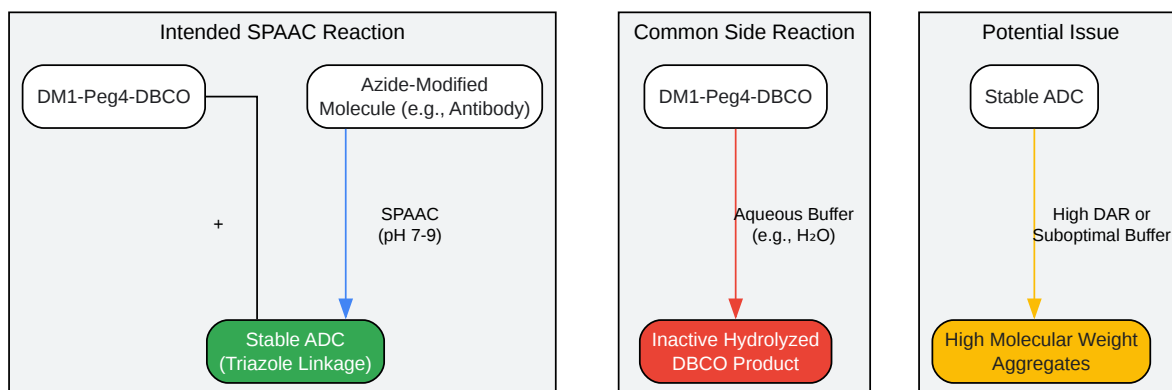 Intended SPAAC Reaction
DM1-Peg4-DBCO
Azide-Modified
Molecule (e.g., Antibody)
+
SPAAC
(pH 7-9)
Stable ADC
(Triazole Linkage)
Common Side Reaction
DM1-Peg4-DBCO
Aqueous Buffer
(e.g., H₂O)
Inactive Hydrolyzed
DBCO Product
Potential Issue
Stable ADC
High DAR or
Suboptimal Buffer
High Molecular Weight
Aggregates